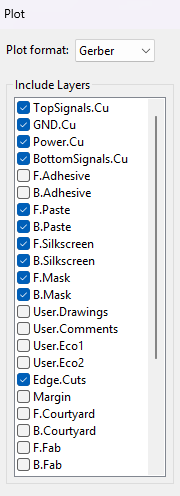 Plot
Plot format: Gerber
Include Layers
TopSignals.Cu
GND.Cu
Power.Cu
BottomSignals.Cu
F.Adhesive
B.Adhesive
F.Paste
B.Paste
F.Silkscreen
B.Silkscreen
F.Mask
B.Mask
User.Drawings
User.Comments
User.Eco1
User.Eco2
Edge.Cuts
Margin
F.Courtyard
B.Courtyard
F.Fab
B.Fab